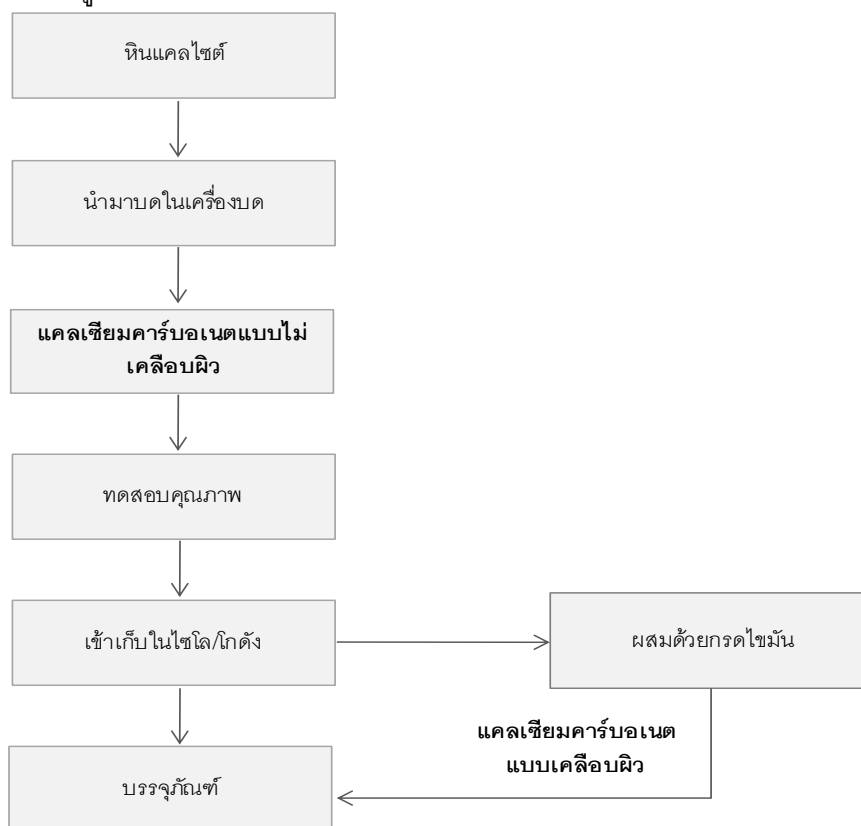 หินแคลไซต์
นำมาบดในเครื่องบด
แคลเซียมคาร์บอเนตแบบไม่
เคลือบผิว
ทดสอบคุณภาพ
เข้าเก็บในไซโล/โกดัง
ผสมด้วยกรดไขมัน
แคลเซียมคาร์บอเนต
แบบเคลือบผิว
บรรจุภัณฑ์